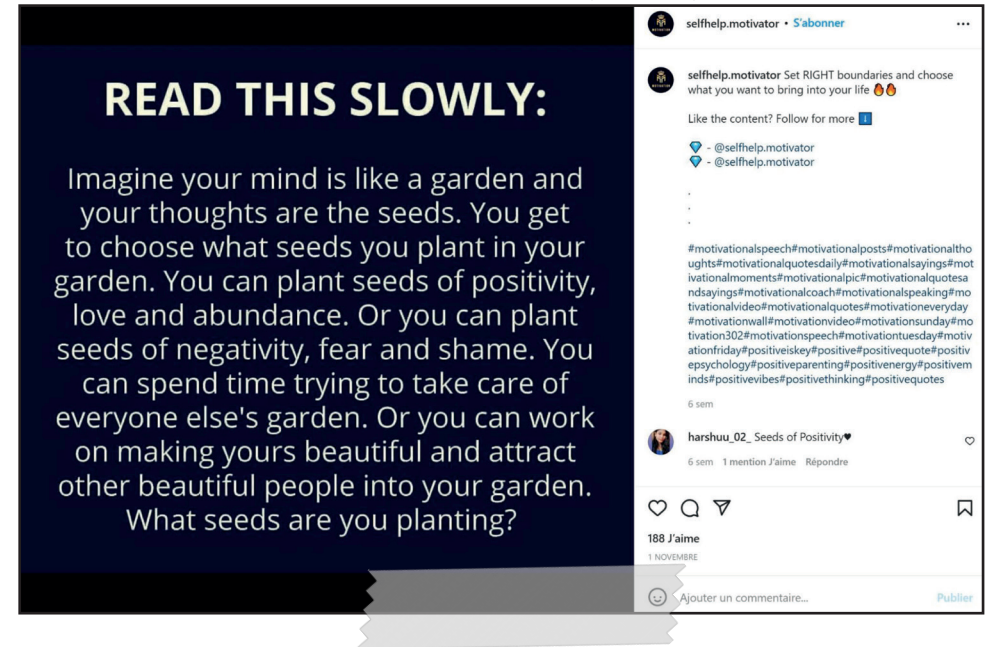 READ THIS SLOWLY:
Imagine your mind is like a garden and
your thoughts are the seeds. You get
to choose what seeds you plant in your
garden. You can plant seeds of positivity,
love and abundance. Or you can plant
seeds of negativity, fear and shame. You
can spend time trying to take care of
everyone else's garden. Or you can work
on making yours beautiful and attract
other beautiful people into your garden.
What seeds are you planting?
selfhelp.motivator • S'abonner
selfhelp.motivator Set RIGHT boundaries and choose
what you want to bring into your life 🔥🔥
Like the content? Follow for more ⬇️
💎 - @selfhelp.motivator
💎 - @selfhelp.motivator
.
.
.
#motivationalspeech#motivationalposts#motivationaltho
ughts#motivationalquotesdaily#motivationalsayings#mot
ivationalmoments#motivationalpic#motivationalquotesa
ndsayings#motivationalcoach#motivationalspeaking#mo
tivationalvideo#motivationalquotes#motivationeveryday
#motivationwall#motivationvideo#motivationsunday#mo
tivation302#motivationspeech#motivationtuesday#motiv
ationfriday#positiveiskey#positive#positivequote#positiv
epsychology#positiveparenting#positivenergy#positivem
inds#positivevibes#positivethinking#positivequotes
6 sem
harshuu_02_ Seeds of Positivity♥
6 sem 1 mention J'aime Répondre
188 J'aime
1 NOVEMBRE
Ajouter un commentaire... Publier